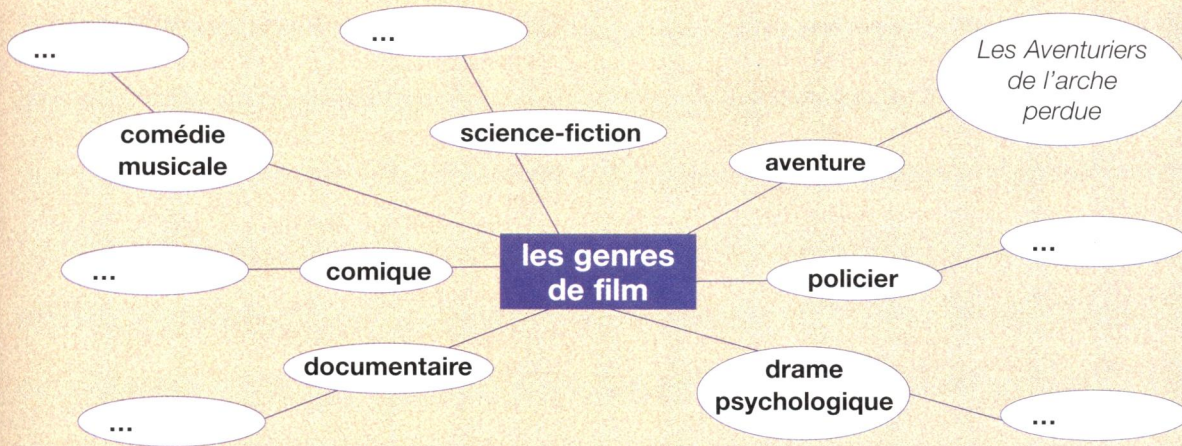 ...
...
Les Aventuriers
de l'arche
perdue
comédie
musicale
science-fiction
aventure
...
comique
les genres
de film
policier
...
documentaire
drame
psychologique
...
...